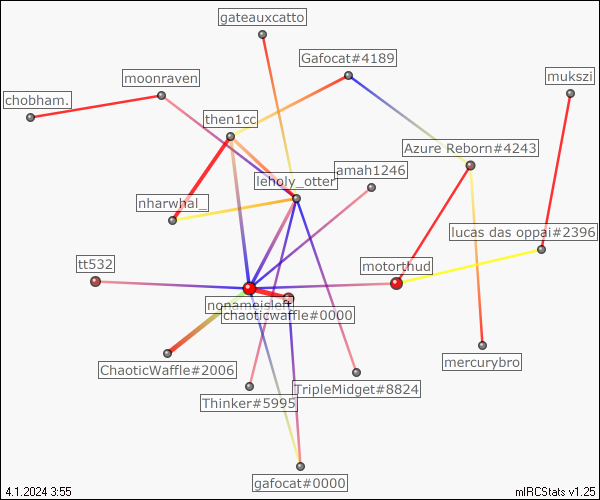 gateauxcatto
Gafocat#4189
moonraven
mukszi
chobham.
then1cc
Azure Reborn#4243
amah1246
leholy_otter
nharwhal_
lucas das oppai#2396
tt532
motorthud
nonameisleft
chaoticwaffle#0000
ChaoticWaffle#2006
mercurybro
TripleMidget#8824
Thinker#5995
gafocat#0000
4.1.2024 3:55
mIRCStats v1.25